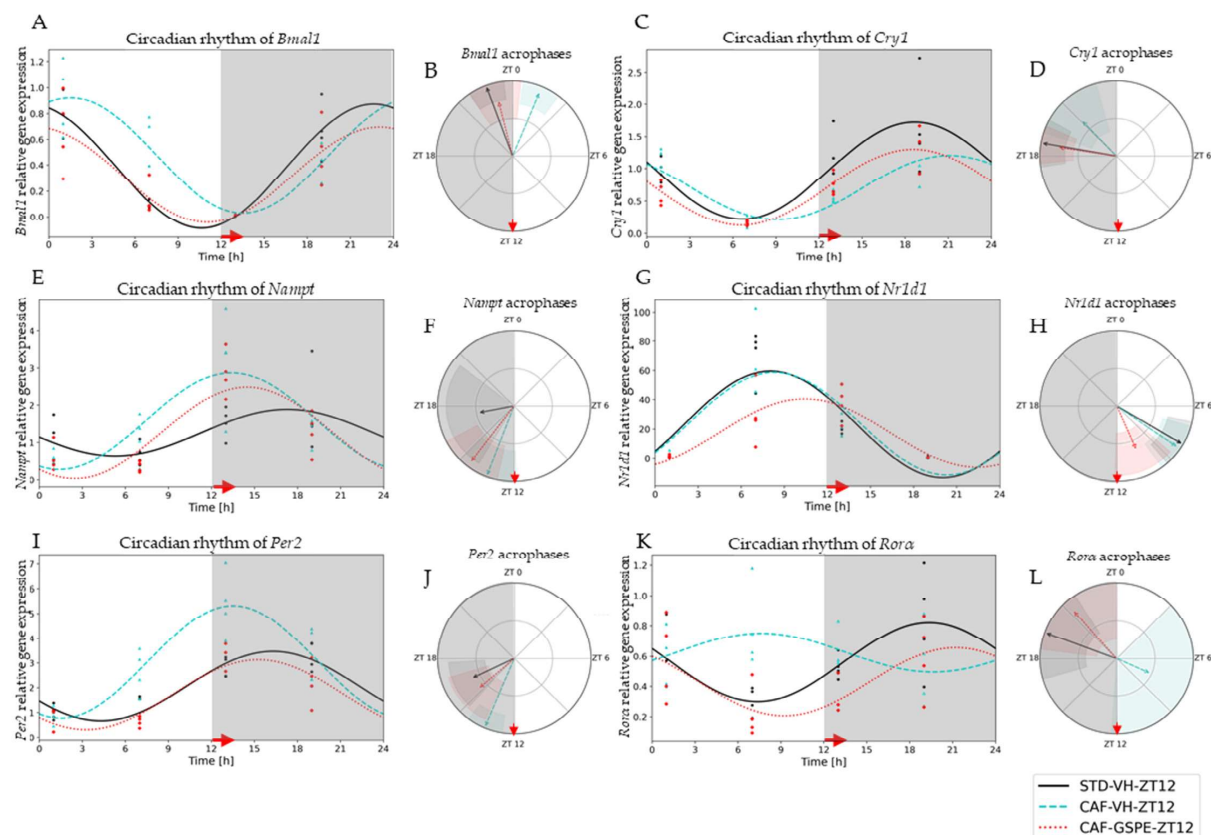 A
Circadian rhythm of Bmal1
Bmal1 relative gene expression
1.2
1.0
0.8
0.6
0.4
0.2
0.0
0 3 6 9 12 15 18 21 24
Time [h]
B
Bmal1 acrophases
ZT 0
ZT 18
ZT 6
ZT 12
C
Circadian rhythm of Cry1
Cry1 relative gene expression
2.5
2.0
1.5
1.0
0.5
0.0
0 3 6 9 12 15 18 21 24
Time [h]
D
Cry1 acrophases
ZT 0
ZT 18
ZT 6
ZT 12
E
Circadian rhythm of Nampt
Nampt relative gene expression
4
3
2
1
0
0 3 6 9 12 15 18 21 24
Time [h]
F
Nampt acrophases
ZT 0
ZT 18
ZT 6
ZT 12
G
Circadian rhythm of Nr1d1
Nr1d1 relative gene expression
100
80
60
40
20
0
0 3 6 9 12 15 18 21 24
Time [h]
H
Nr1d1 acrophases
ZT 0
ZT 18
ZT 6
ZT 12
I
Circadian rhythm of Per2
Per2 relative gene expression
7
6
5
4
3
2
1
0
0 3 6 9 12 15 18 21 24
Time [h]
J
Per2 acrophases
ZT 0
ZT 18
ZT 6
ZT 12
K
Circadian rhythm of Rorα
Rorα relative gene expression
1.2
1.0
0.8
0.6
0.4
0.2
0 3 6 9 12 15 18 21 24
Time [h]
L
Rorα acrophases
ZT 0
ZT 18
ZT 6
ZT 12
STD-VH-ZT12
CAF-VH-ZT12
CAF-GSPE-ZT12